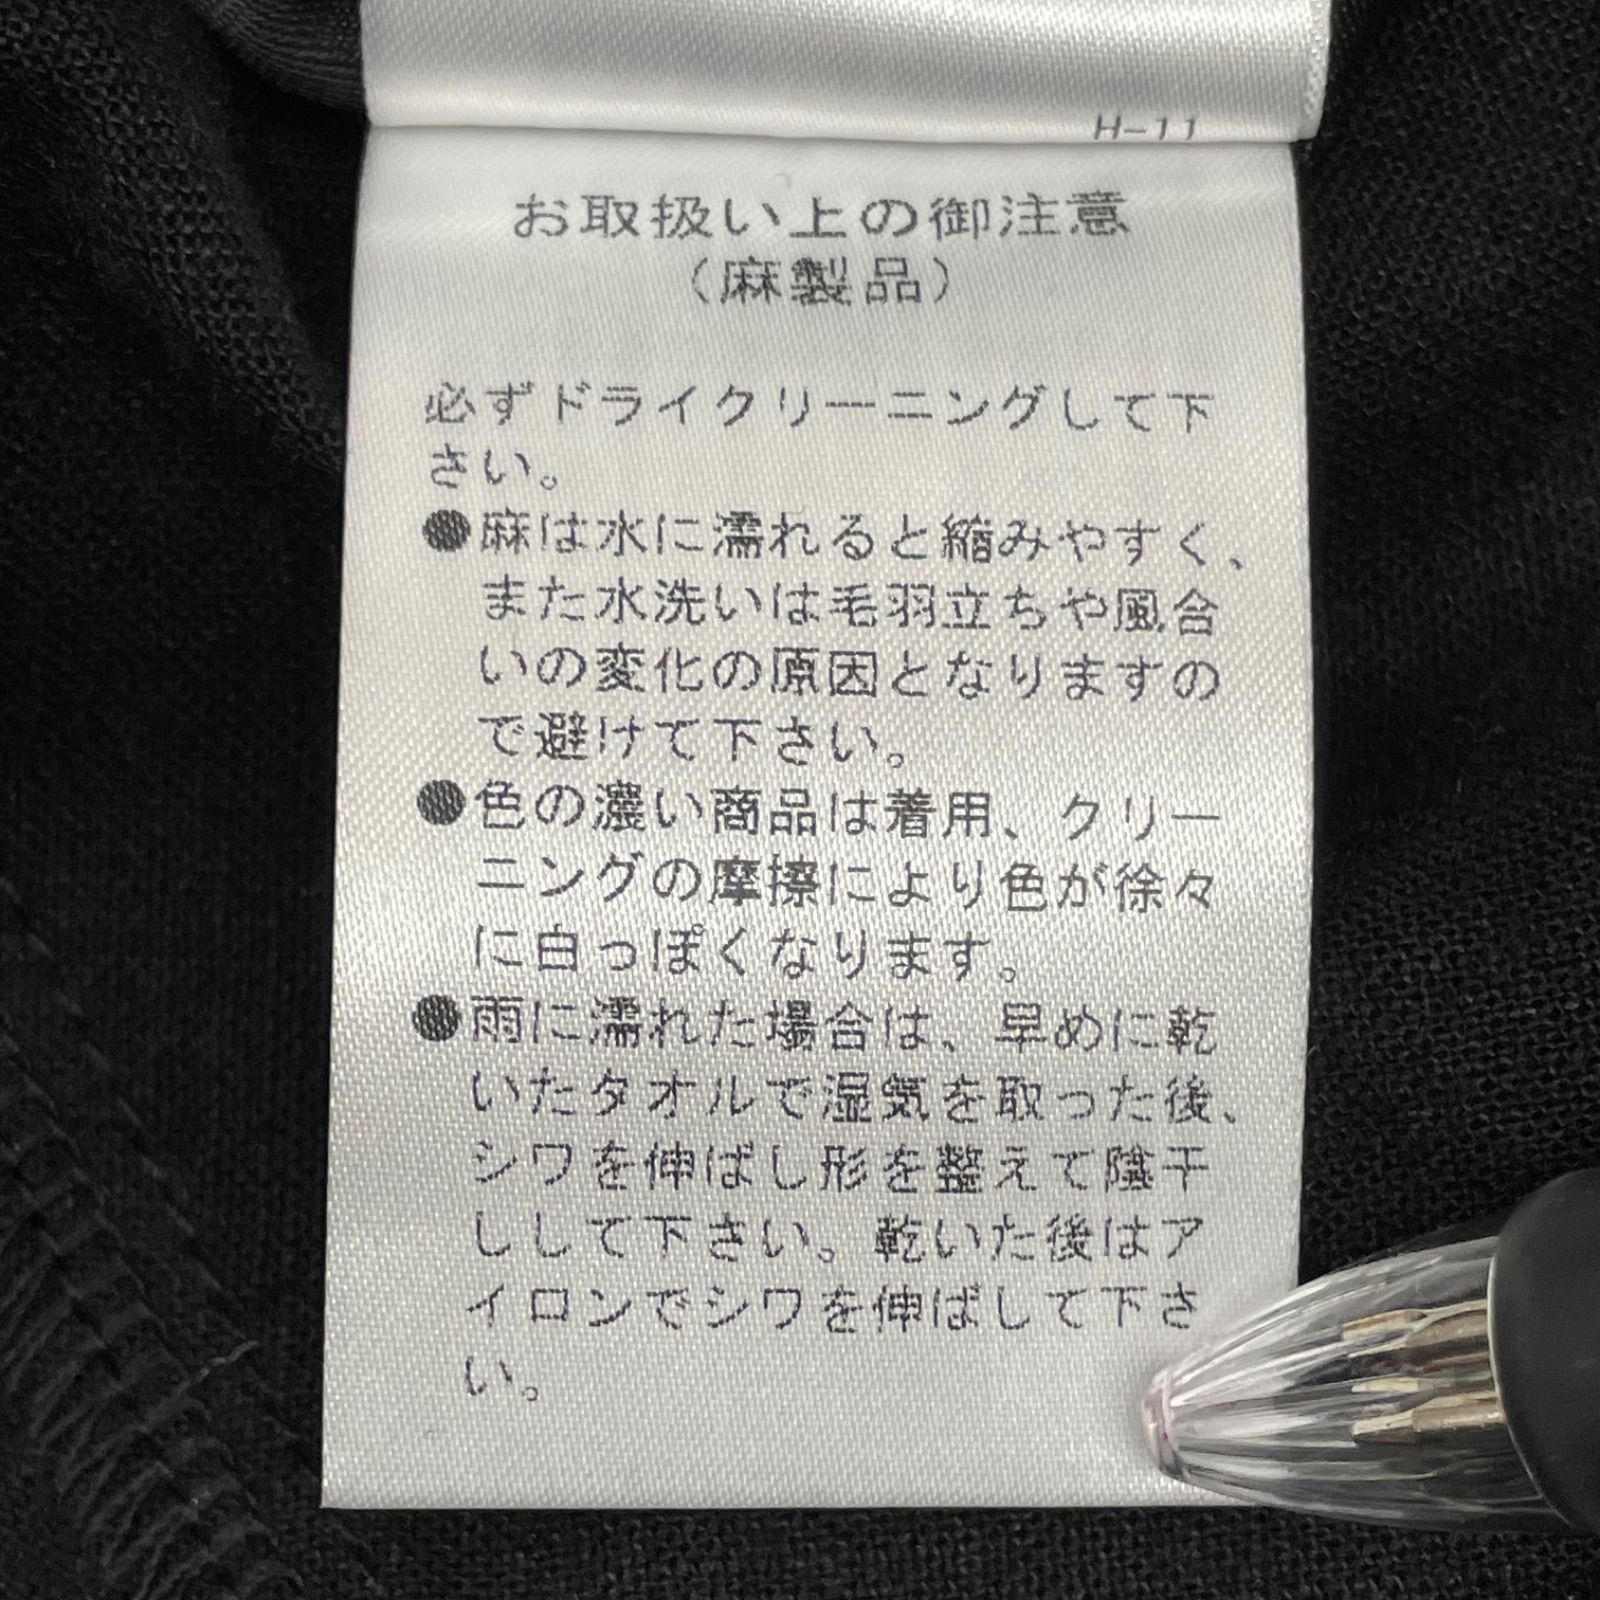 H-11
お取扱い上の御注意
(麻製品)
必ずドライクリーニングして下
さい。
●麻は水に濡れると縮みやすく、
また水洗いは毛羽立ちや風合
いの変化の原因となりますの
で避けて下さい。
●色の濃い商品は着用、クリー
ニングの摩擦により色が徐々
に白っぽくなります。
●雨に濡れた場合は、早めに乾
いたタオルで湿気を取った後、
シワを伸ばし形を整えて陰干
ししして下さい。乾いた後はア
イロンでシワを伸ばして下さ
い。